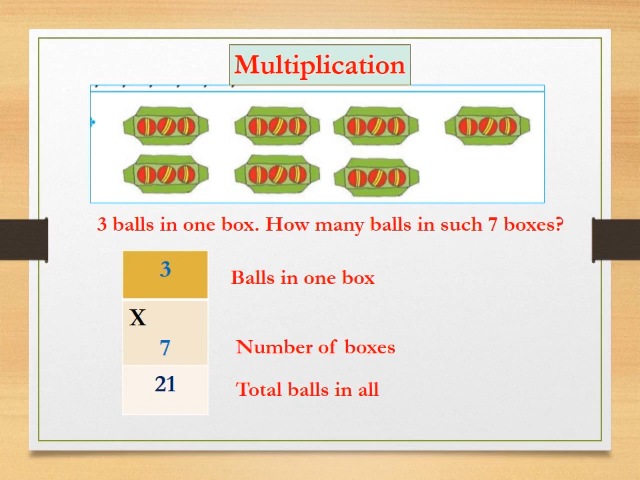 Multiplication
3 balls in one box. How many balls in such 7 boxes?
3
Balls in one box
X
7
Number of boxes
21
Total balls in all